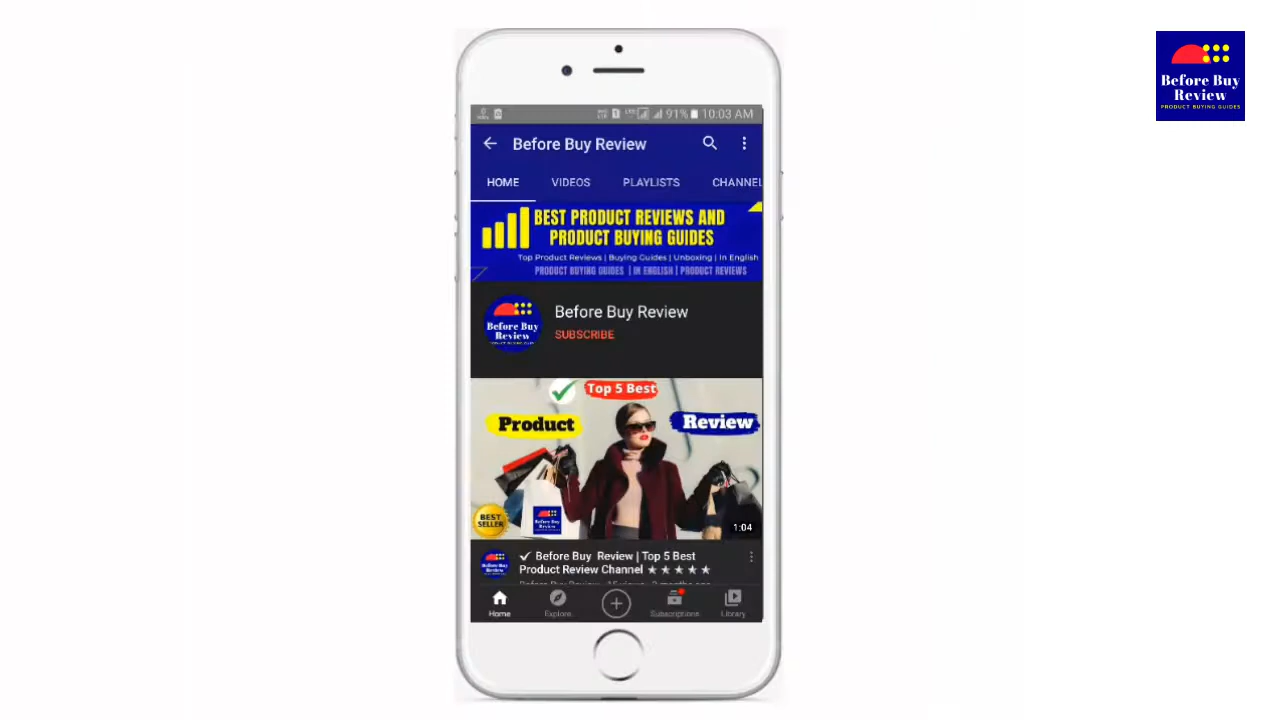 Before Buy
Review
PRODUCT BUYING GUIDES
91% 10:03 AM
Before Buy Review
HOME VIDEOS PLAYLISTS CHANNEL
BEST PRODUCT REVIEWS AND
PRODUCT BUYING GUIDES
Top Product Reviews | Buying Guides | Unboxing | In English
PRODUCT BUYING GUIDES | IN ENGLISH | PRODUCT REVIEWS
Before Buy Review
SUBSCRIBE
Before Buy
Review
Top 5 Best
Product
Review
BEST
SELLER
1:04
✓ Before Buy Review | Top 5 Best
Product Review Channel ★ ★ ★ ★ ★
Home Explore Subscriptions Library